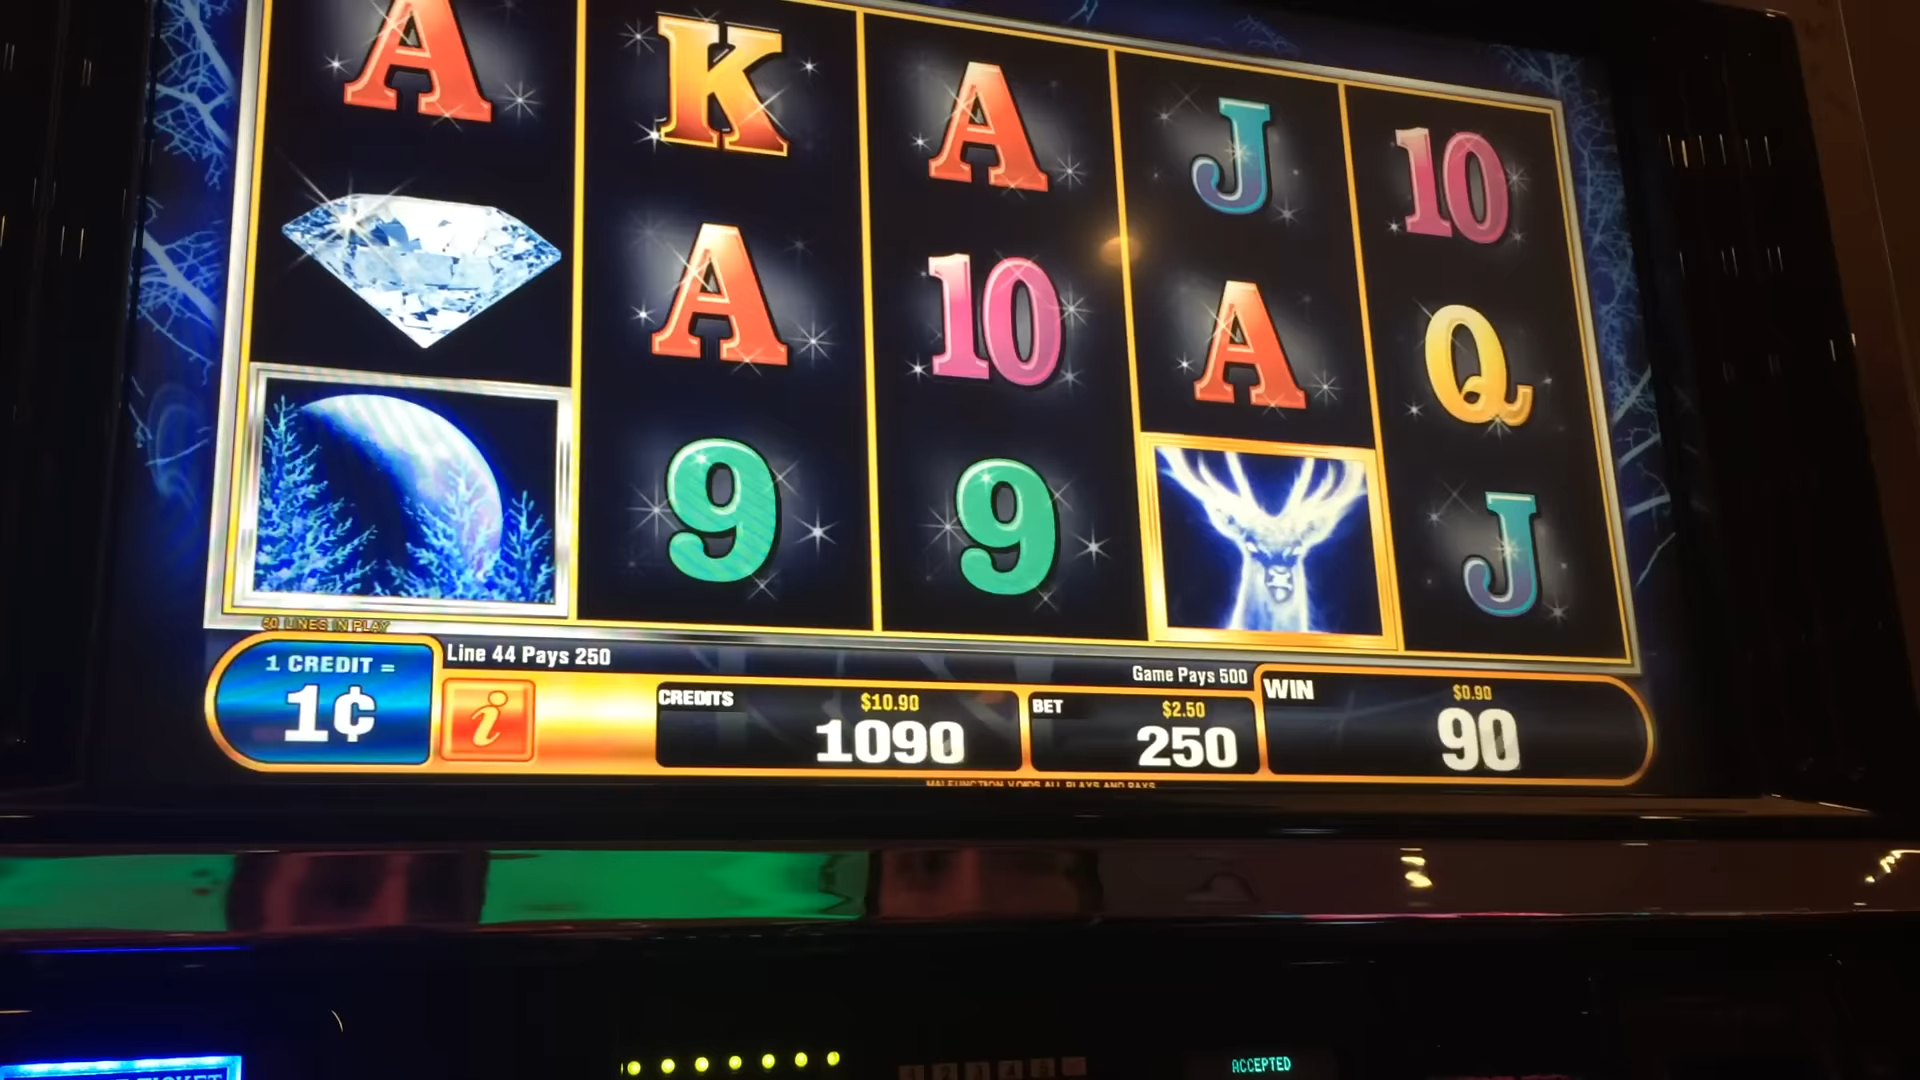 A K A J 10
A 10 A Q
9 9 J
50 LINES IN PLAY
1 CREDIT =
1¢
Line 44 Pays 250
Game Pays 500
i
CREDITS
$10.90
1090
BET
$2.50
250
WIN
$0.90
90
MALFUNCTION VOIDS ALL PLAYS AND PAYS
ACCEPTED
TICKET